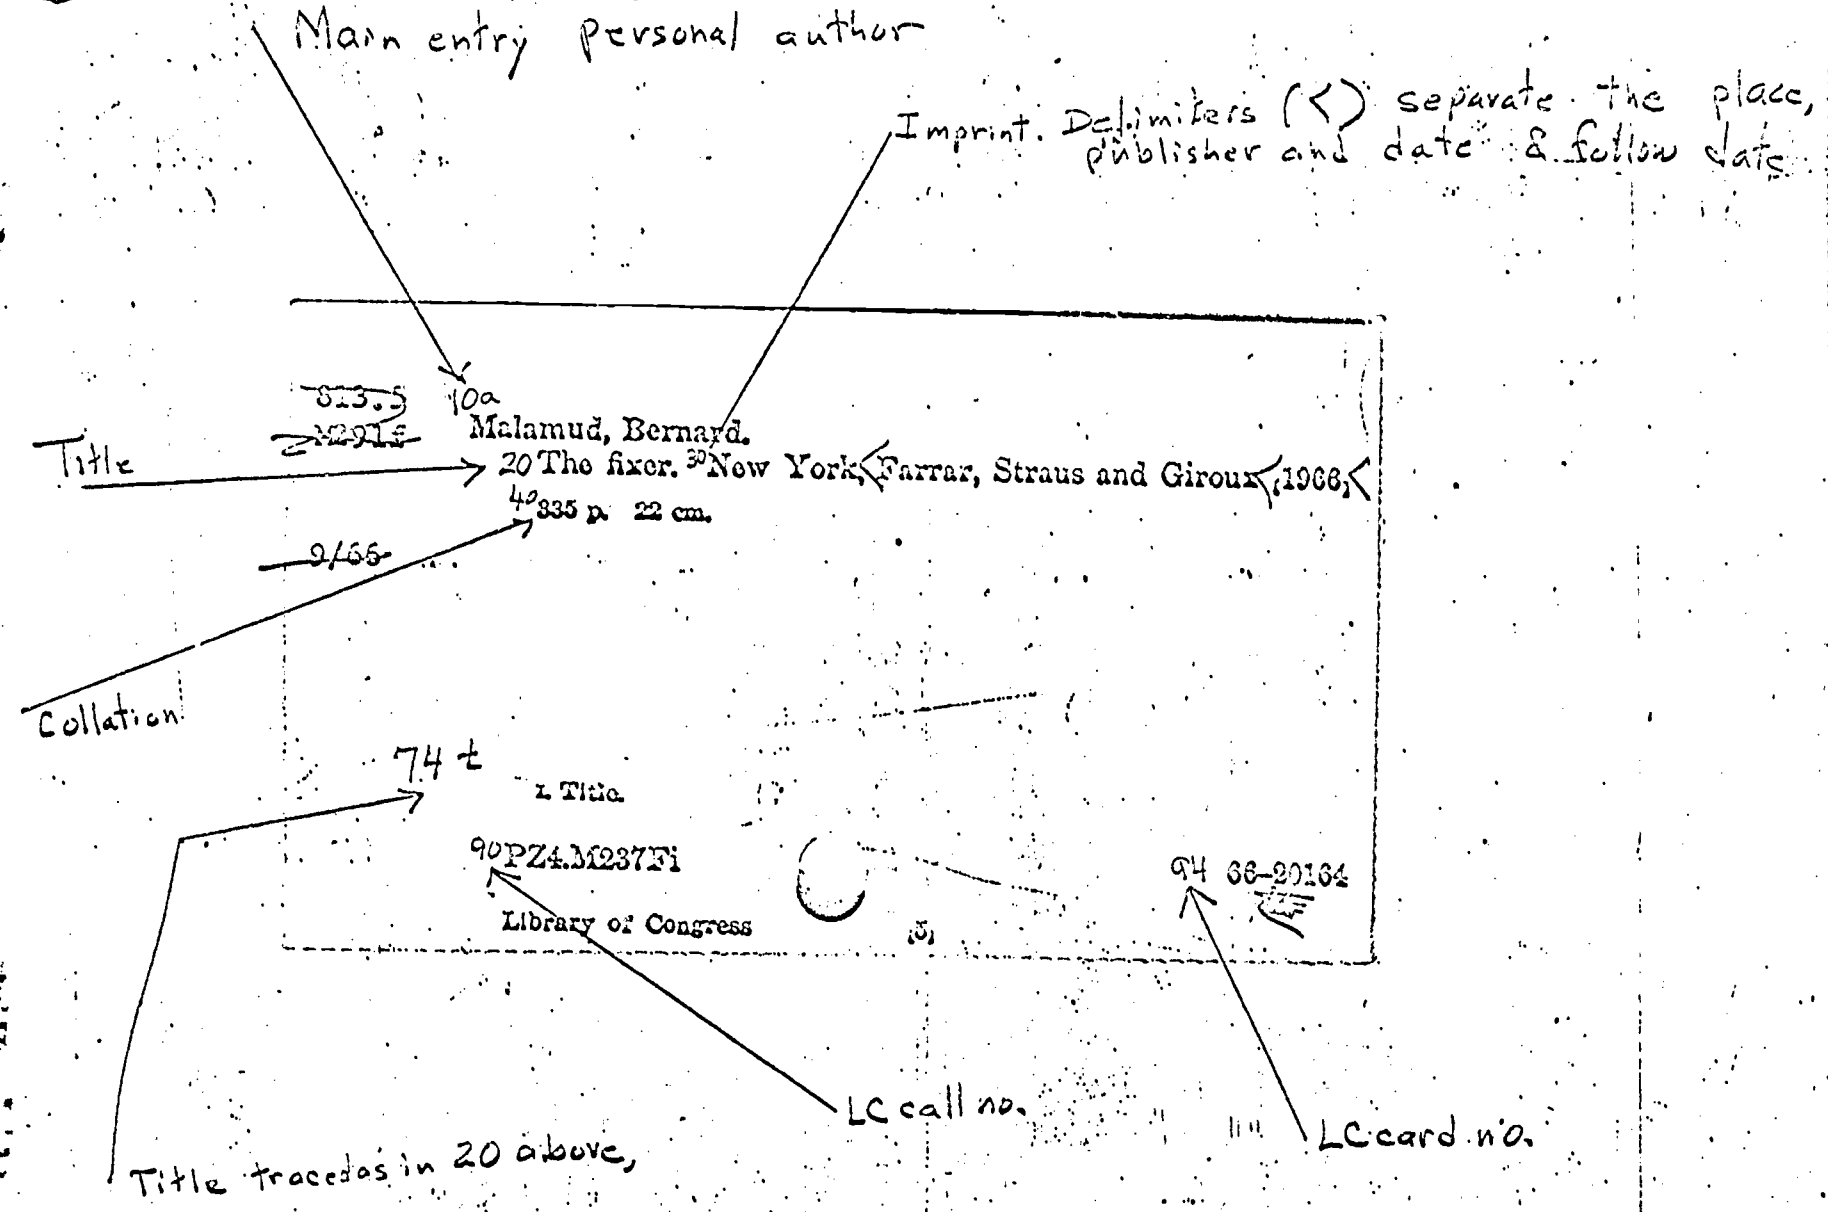 Main entry personal author
Imprint. Delimiters (<) separate the place,
publisher and date & follow date
813.5 10a
Malamud, Bernard.
Title
20 The fixer. 30 New York,< Farrar, Straus and Giroux< [1966]<
40 335 p. 22 cm.
9/66
Collation
74 t
I. Title.
90 PZ4.M237Fi
94 66-20164
Library of Congress
[5]
LC call no.
LC card no.
Title traced as in 20 above,